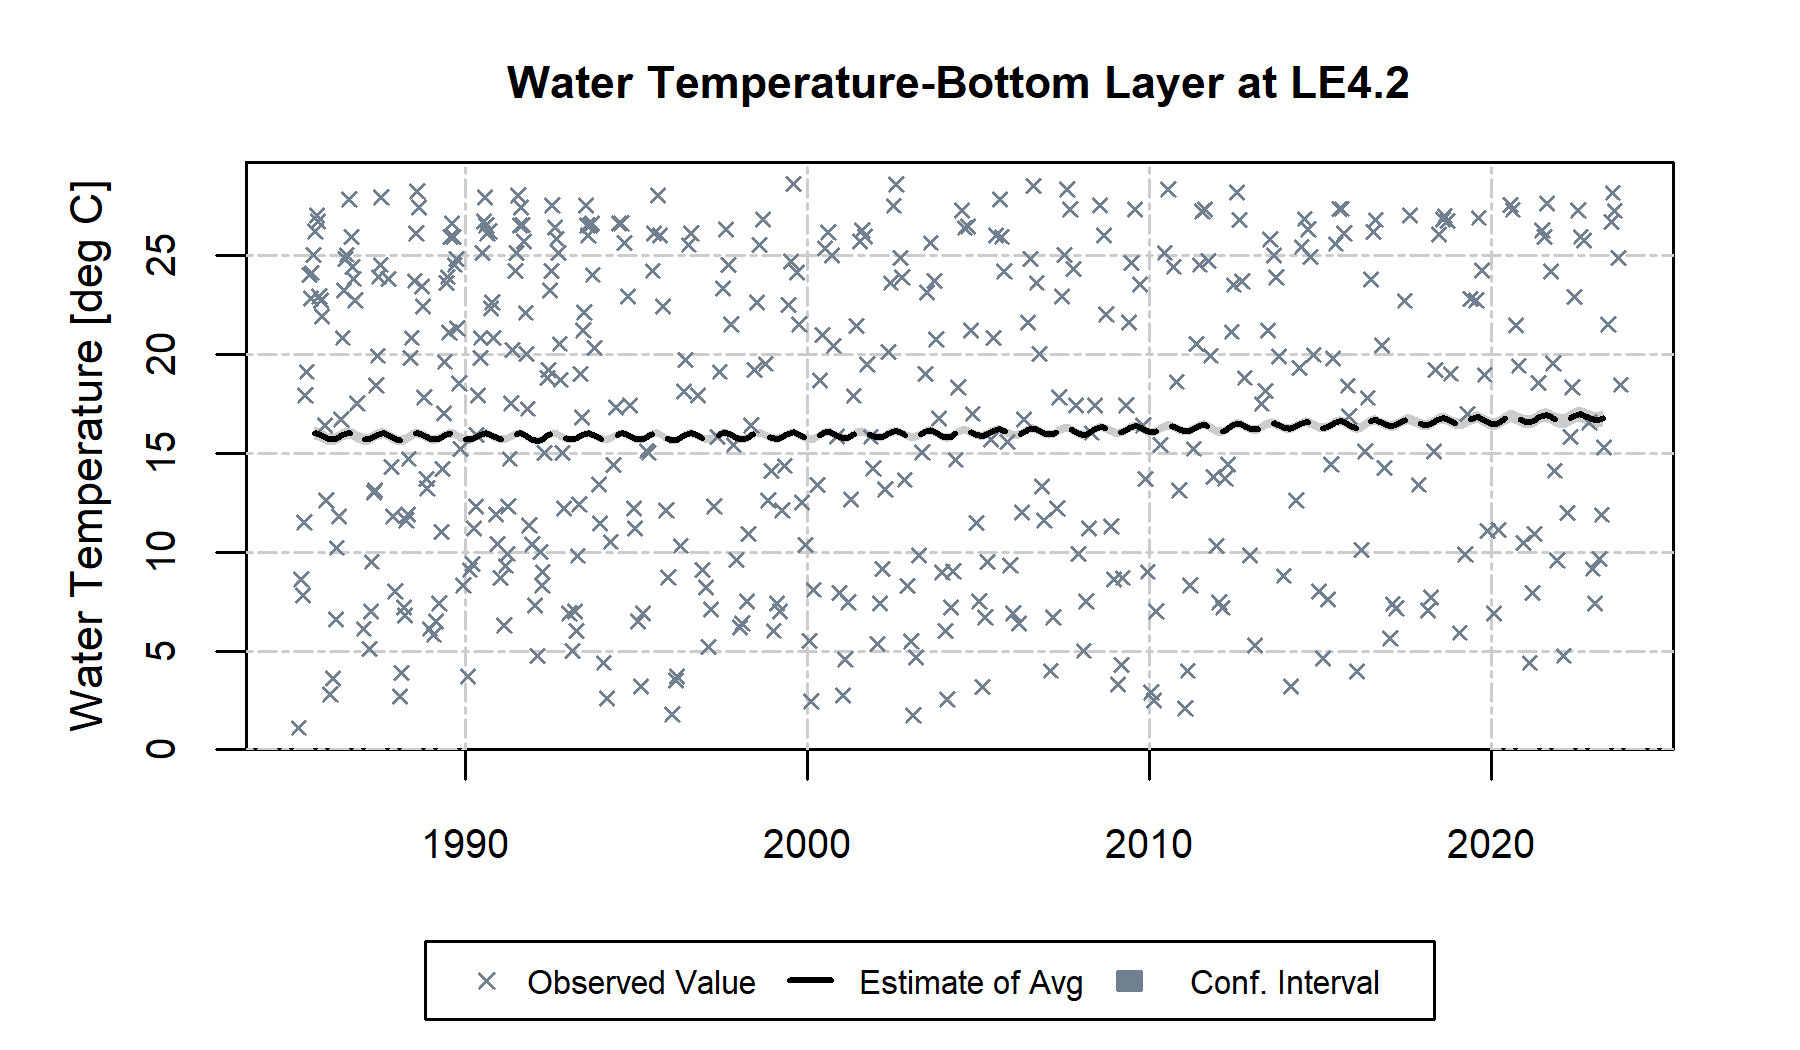 Water Temperature-Bottom Layer at LE4.2
Water Temperature [deg C]
25
20
15
10
5
0
1990 2000 2010 2020
Observed Value Estimate of Avg Conf. Interval